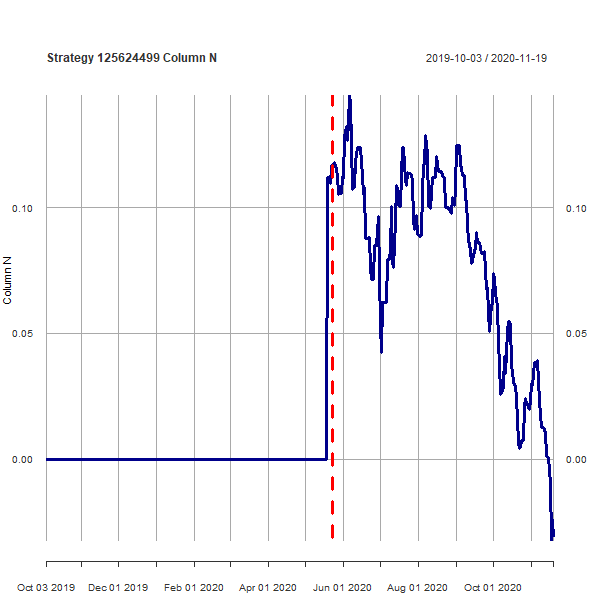 Strategy 125624499 Column N
2019-10-03 / 2020-11-19
0.10
0.10
Column N
0.05
0.05
0.00
0.00
Oct 03 2019
Dec 01 2019
Feb 01 2020
Apr 01 2020
Jun 01 2020
Aug 01 2020
Oct 01 2020